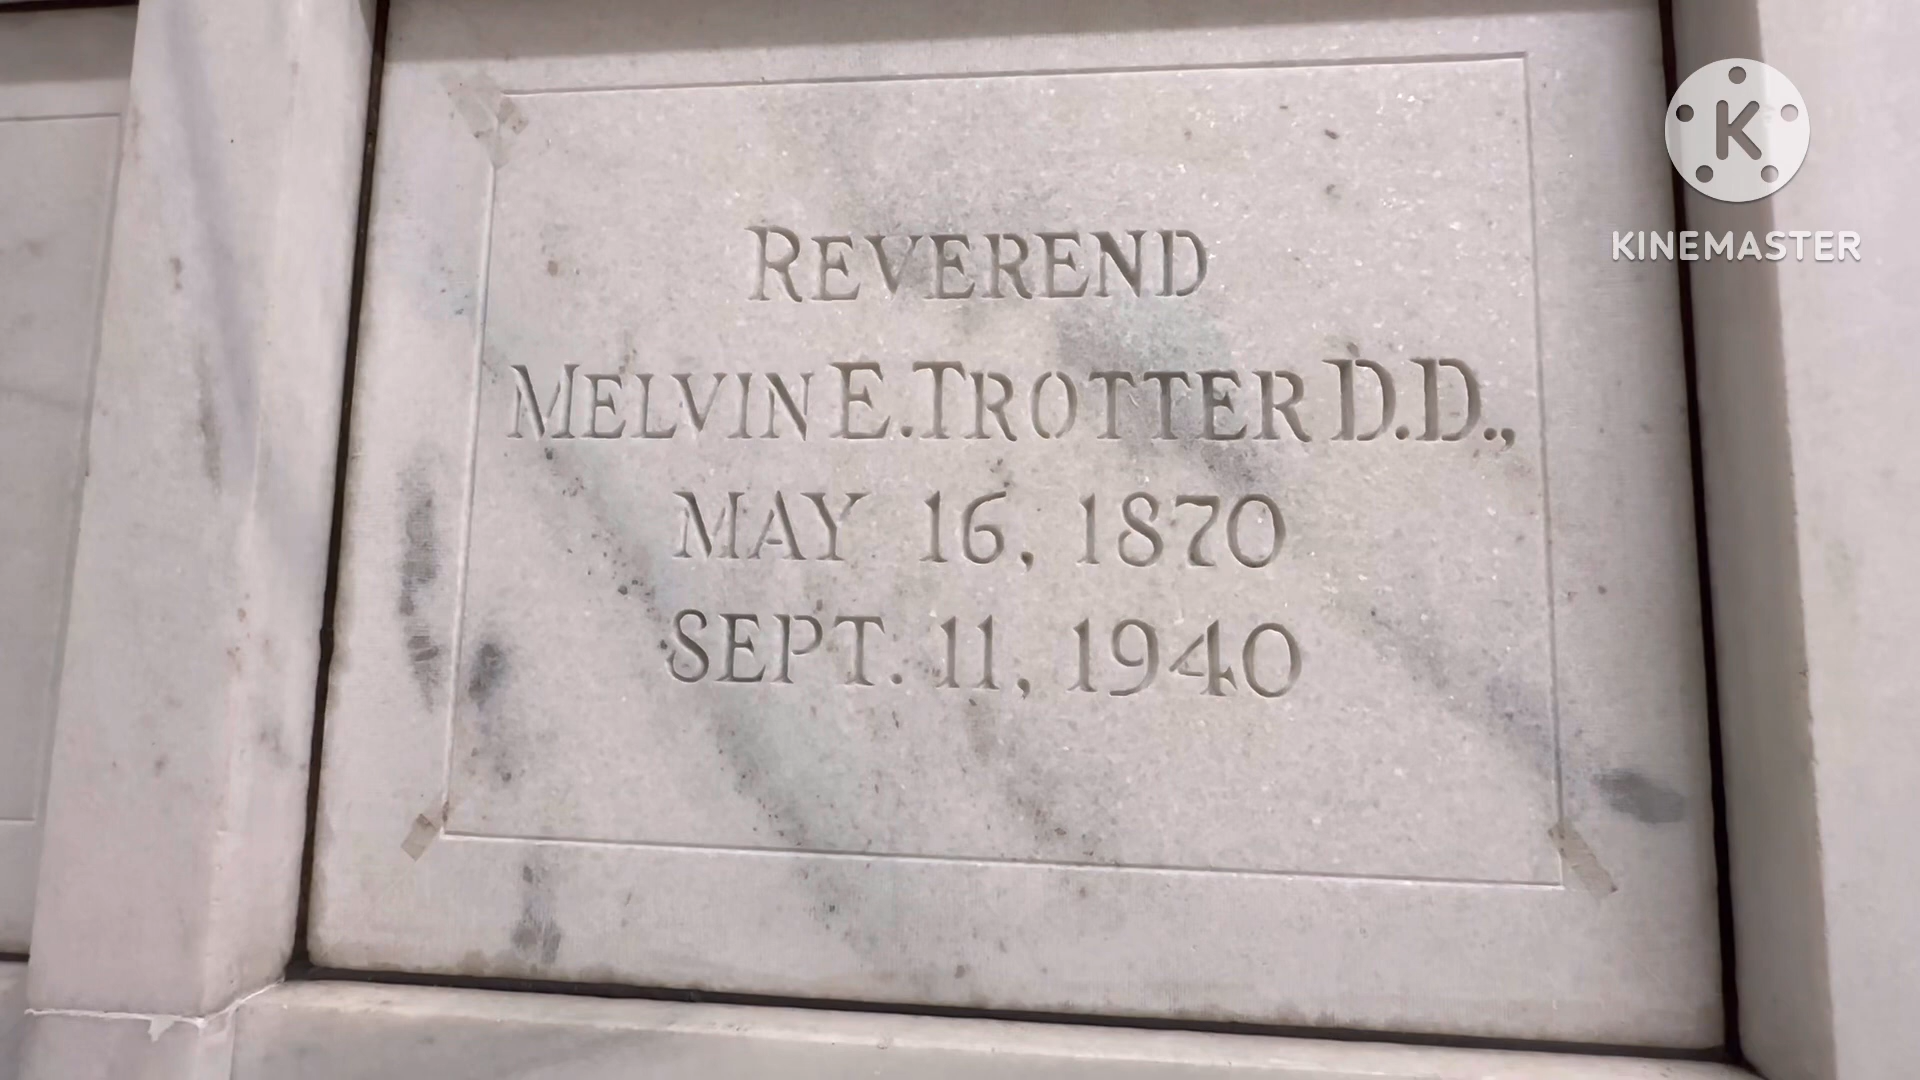 REVEREND
MELVIN E. TROTTER D.D.,
MAY 16, 1870
SEPT. 11, 1940
K
KINEMASTER